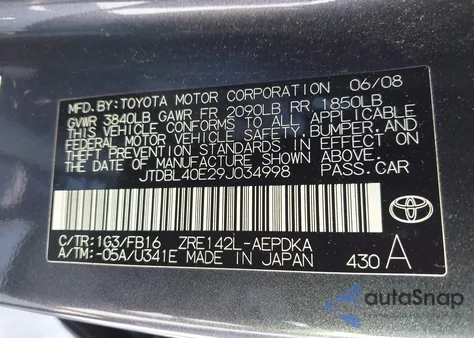 MFD.BY: TOYOTA MOTOR CORPORATION 06/08
GVWR 3840LB GAWR FR 2090LB RR 1850LB
THIS VEHICLE CONFORMS TO ALL APPLICABLE
FEDERAL MOTOR VEHICLE SAFETY, BUMPER, AND
THEFT PREVENTION STANDARDS IN EFFECT ON
THE DATE OF MANUFACTURE SHOWN ABOVE.
JTDBL40E29J034998 PASS.CAR
C/TR:1G3/FB16 ZRE142L-AEPDKA
A/TM:-05A/U341E MADE IN JAPAN 430 A
autoSnap